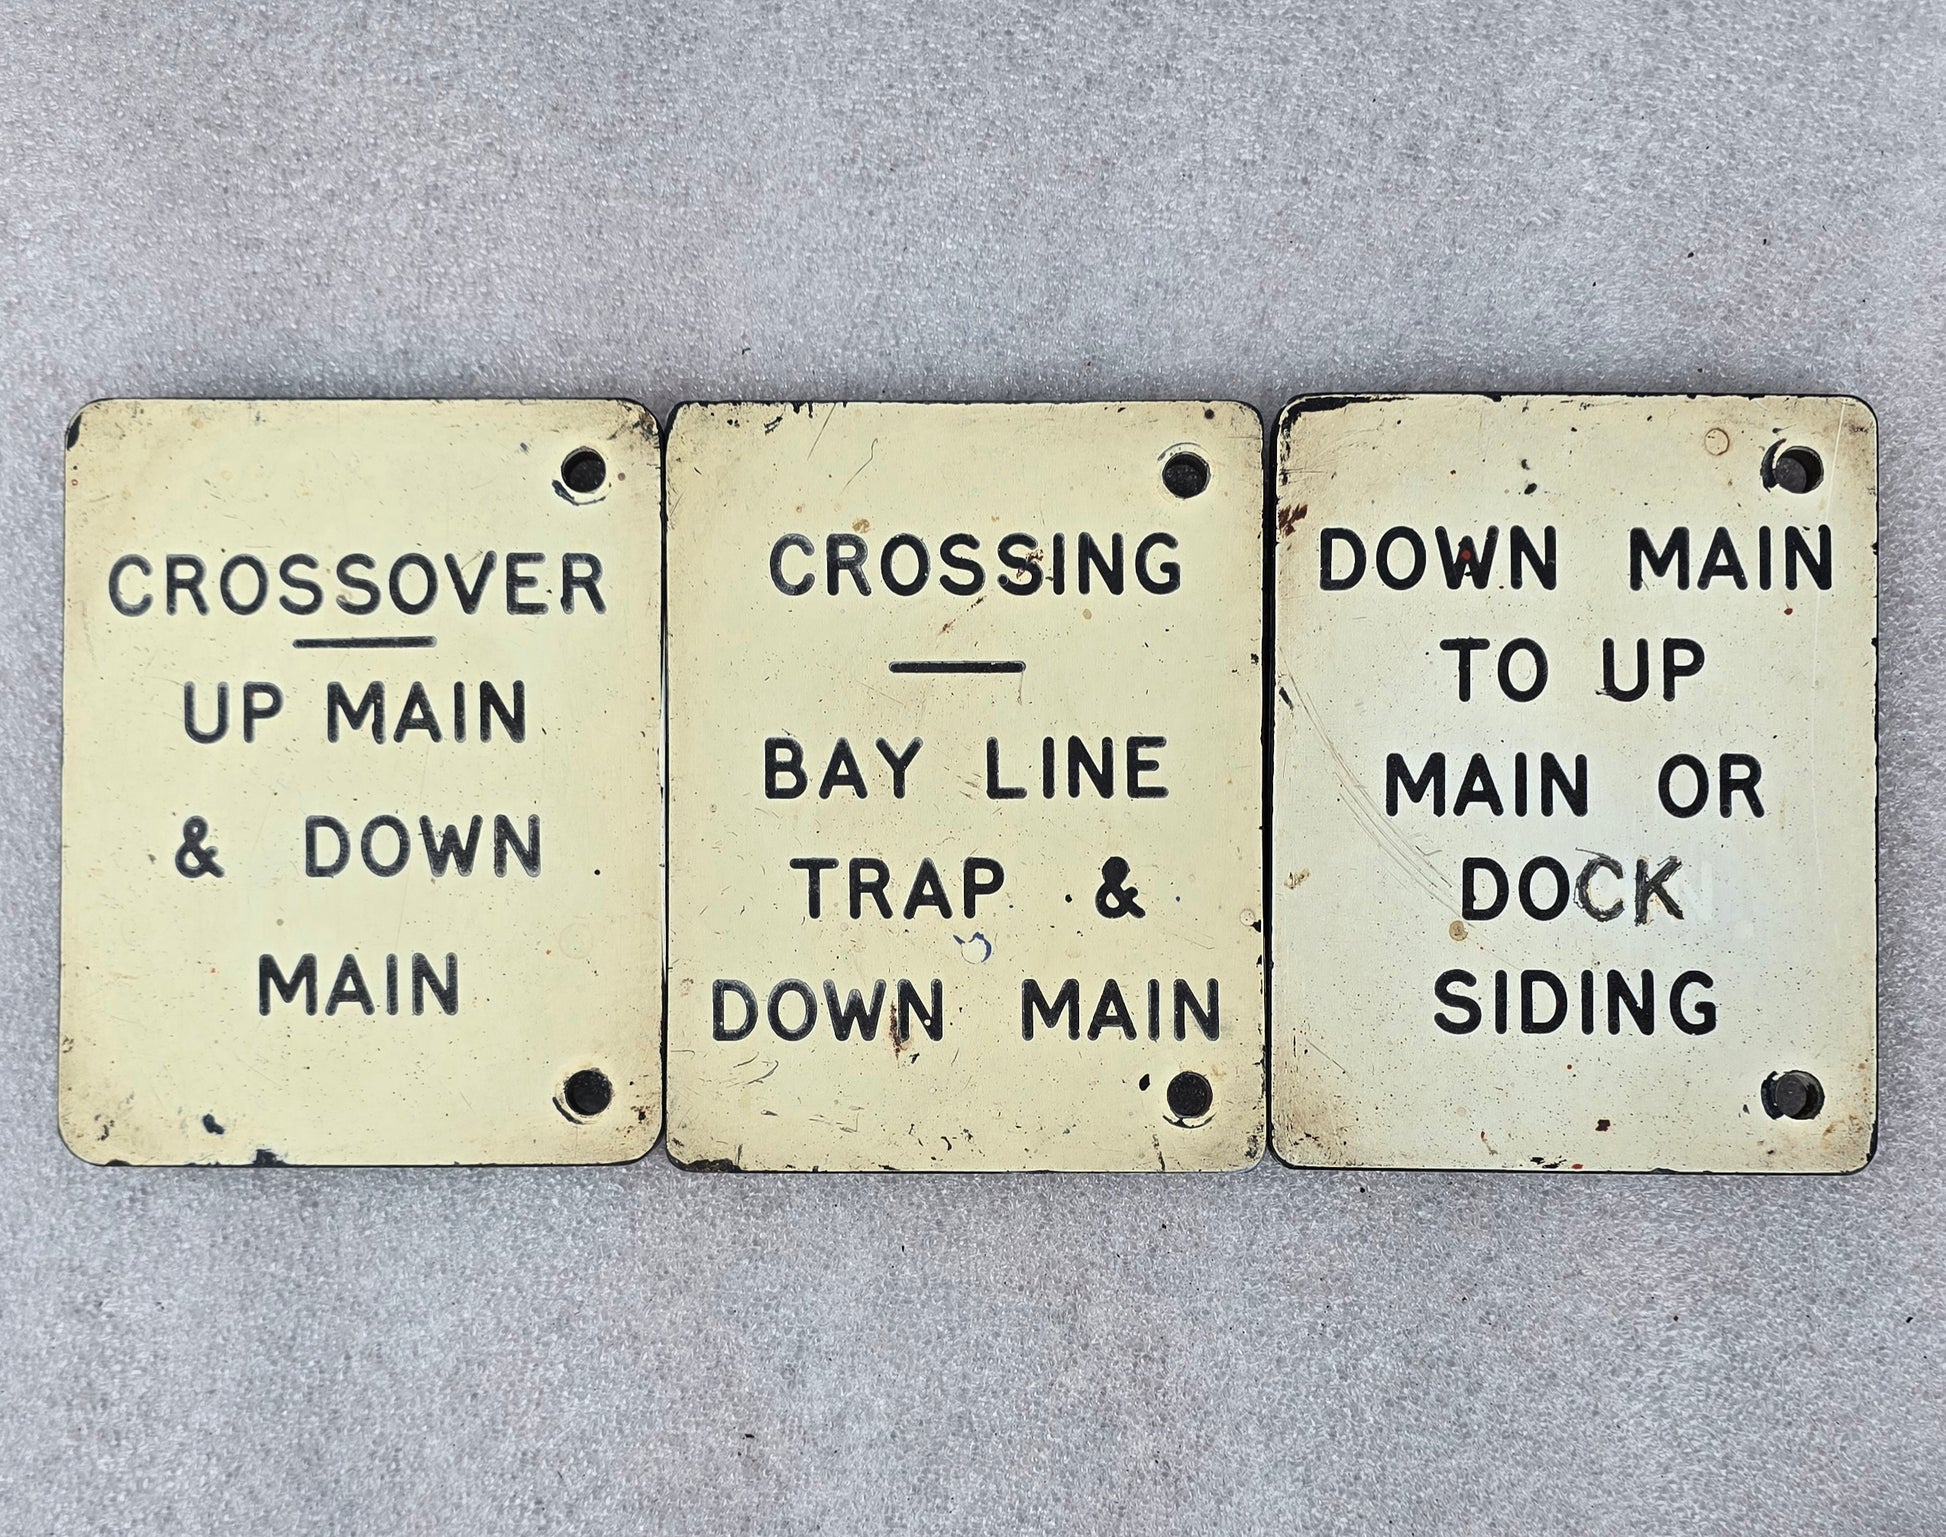 CROSSOVER
UP MAIN
& DOWN
MAIN
CROSSING
BAY LINE
TRAP &
DOWN MAIN
DOWN MAIN
TO UP
MAIN OR
DOCK
SIDING